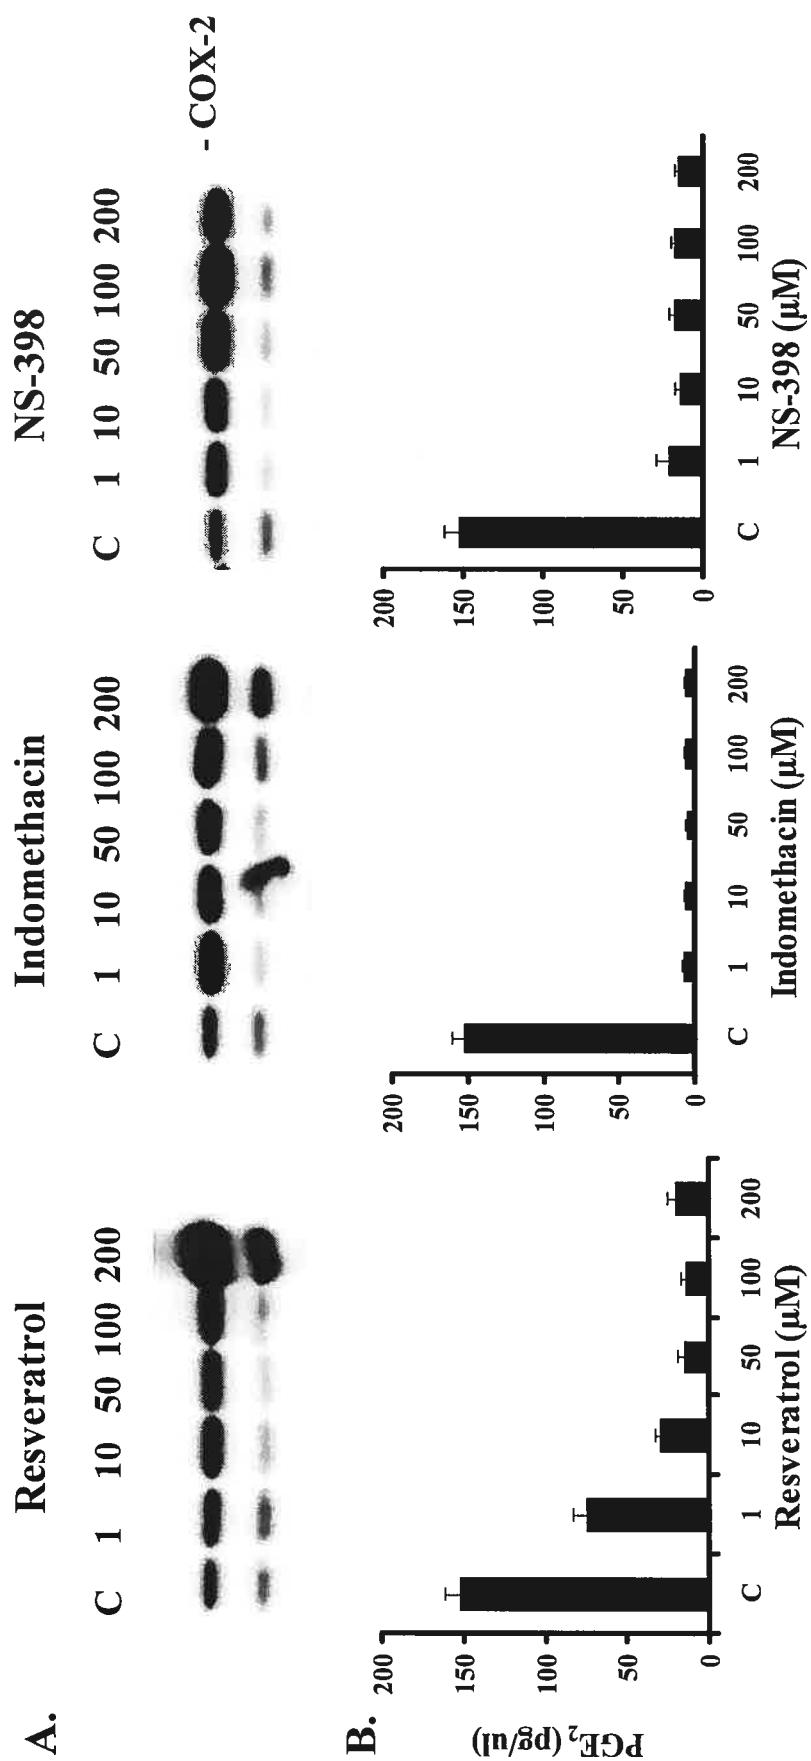 A.
Resveratrol Indomethacin NS-398
C 1 10 50 100 200 C 1 10 50 100 200 C 1 10 50 100 200
- COX-2
B.
PGE2 (pg/ul)
200 150 100 50 0
C 1 10 50 100 200
Resveratrol (μM)
200 150 100 50 0
C 1 10 50 100 200
Indomethacin (μM)
200 150 100 50 0
C 1 10 50 100 200
NS-398 (μM)